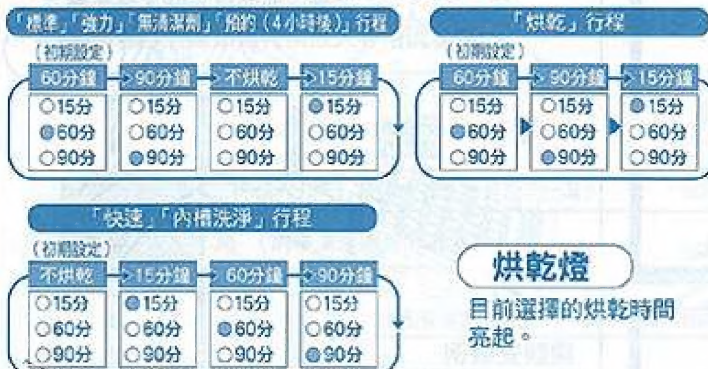 「標準」「強力」「無清潔劑」「預約（4小時後）」行程
（初期設定）
60分鐘 > 90分鐘 > 不烘乾 > 15分鐘
○15分 ○15分 ○15分 ●15分
●60分 ○60分 ○60分 ○60分
○90分 ●90分 ○90分 ○90分
「烘乾」行程
（初期設定）
60分鐘 > 90分鐘 > 15分鐘
○15分 ○15分 ●15分
●60分 ○60分 ○60分
○90分 ●90分 ○90分
「快速」「內槽洗淨」行程
（初期設定）
不烘乾 > 15分鐘 > 60分鐘 > 90分鐘
○15分 ●15分 ○15分 ○15分
○60分 ○60分 ●60分 ○60分
○90分 ○90分 ○90分 ●90分
烘乾燈
目前選擇的烘乾時間
亮起。